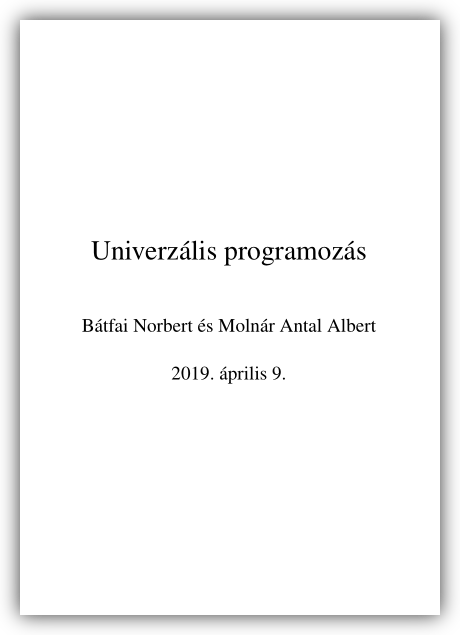 Univerzális programozás
Bátfai Norbert és Molnár Antal Albert
2019. április 9.